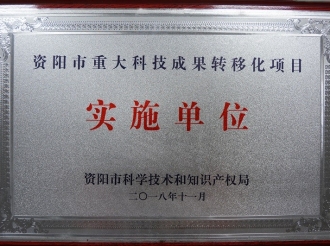 资阳市重大科技成果转移化项目
实施单位
资阳市科学技术和知识产权局
二〇一八年十一月